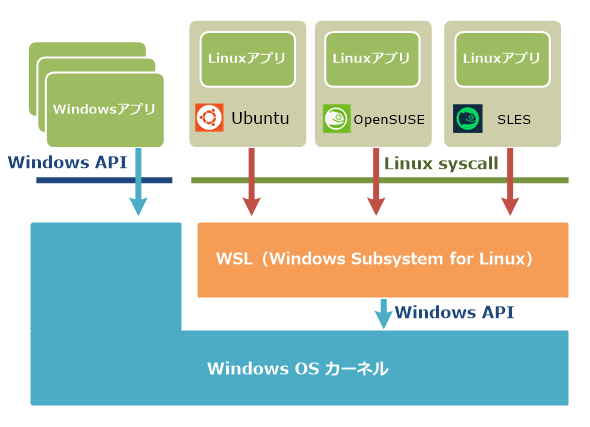 Linuxアプリ
Linuxアプリ
Linuxアプリ
Windowsアプリ
Ubuntu
OpenSUSE
SLES
Windows API
Linux syscall
WSL（Windows Subsystem for Linux）
Windows API
Windows OS カーネル